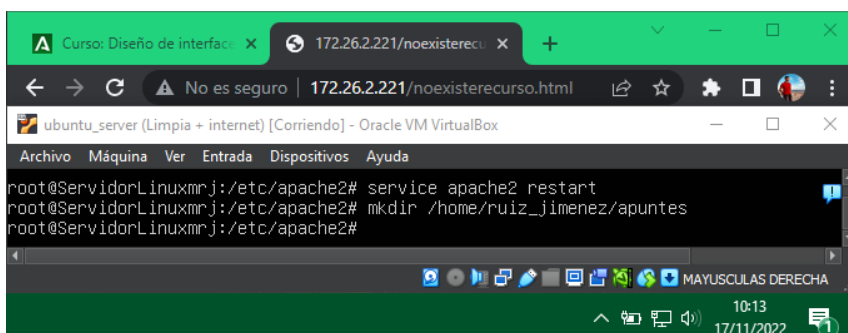 Curso: Diseño de interface
172.26.2.221/noexisterecu
No es seguro | 172.26.2.221/noexisterecurso.html
ubuntu_server (Limpia + internet) [Corriendo] - Oracle VM VirtualBox
Archivo Máquina Ver Entrada Dispositivos Ayuda
root@ServidorLinuxmrj:/etc/apache2# service apache2 restart
root@ServidorLinuxmrj:/etc/apache2# mkdir /home/ruiz_jimenez/apuntes
root@ServidorLinuxmrj:/etc/apache2#
MAYUSCULAS DERECHA
10:13
17/11/2022
1